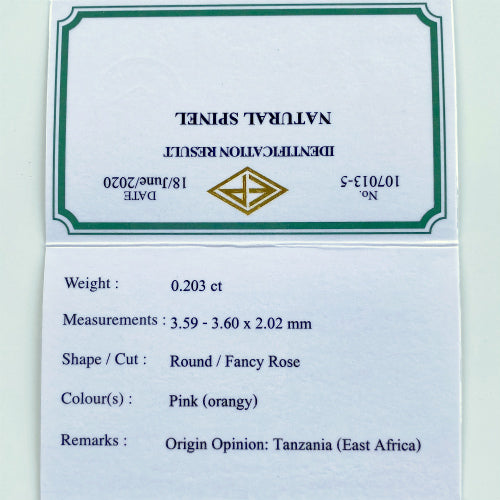 No. 107013-5
DATE 18/June/2020
IDENTIFICATION RESULT
NATURAL SPINEL
Weight : 0.203 ct
Measurements : 3.59 - 3.60 x 2.02 mm
Shape / Cut : Round / Fancy Rose
Colour(s) : Pink (orangy)
Remarks : Origin Opinion: Tanzania (East Africa)